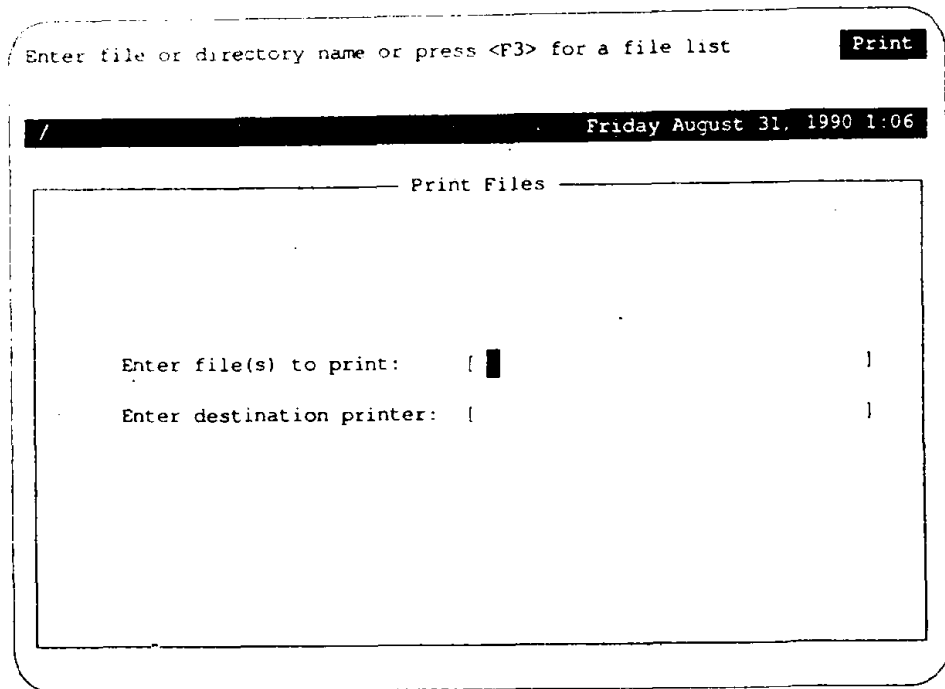 Enter file or directory name or press <F3> for a file list Print
/ Friday August 31, 1990 1:06
Print Files
Enter file(s) to print: [ ]
Enter destination printer: [ ]